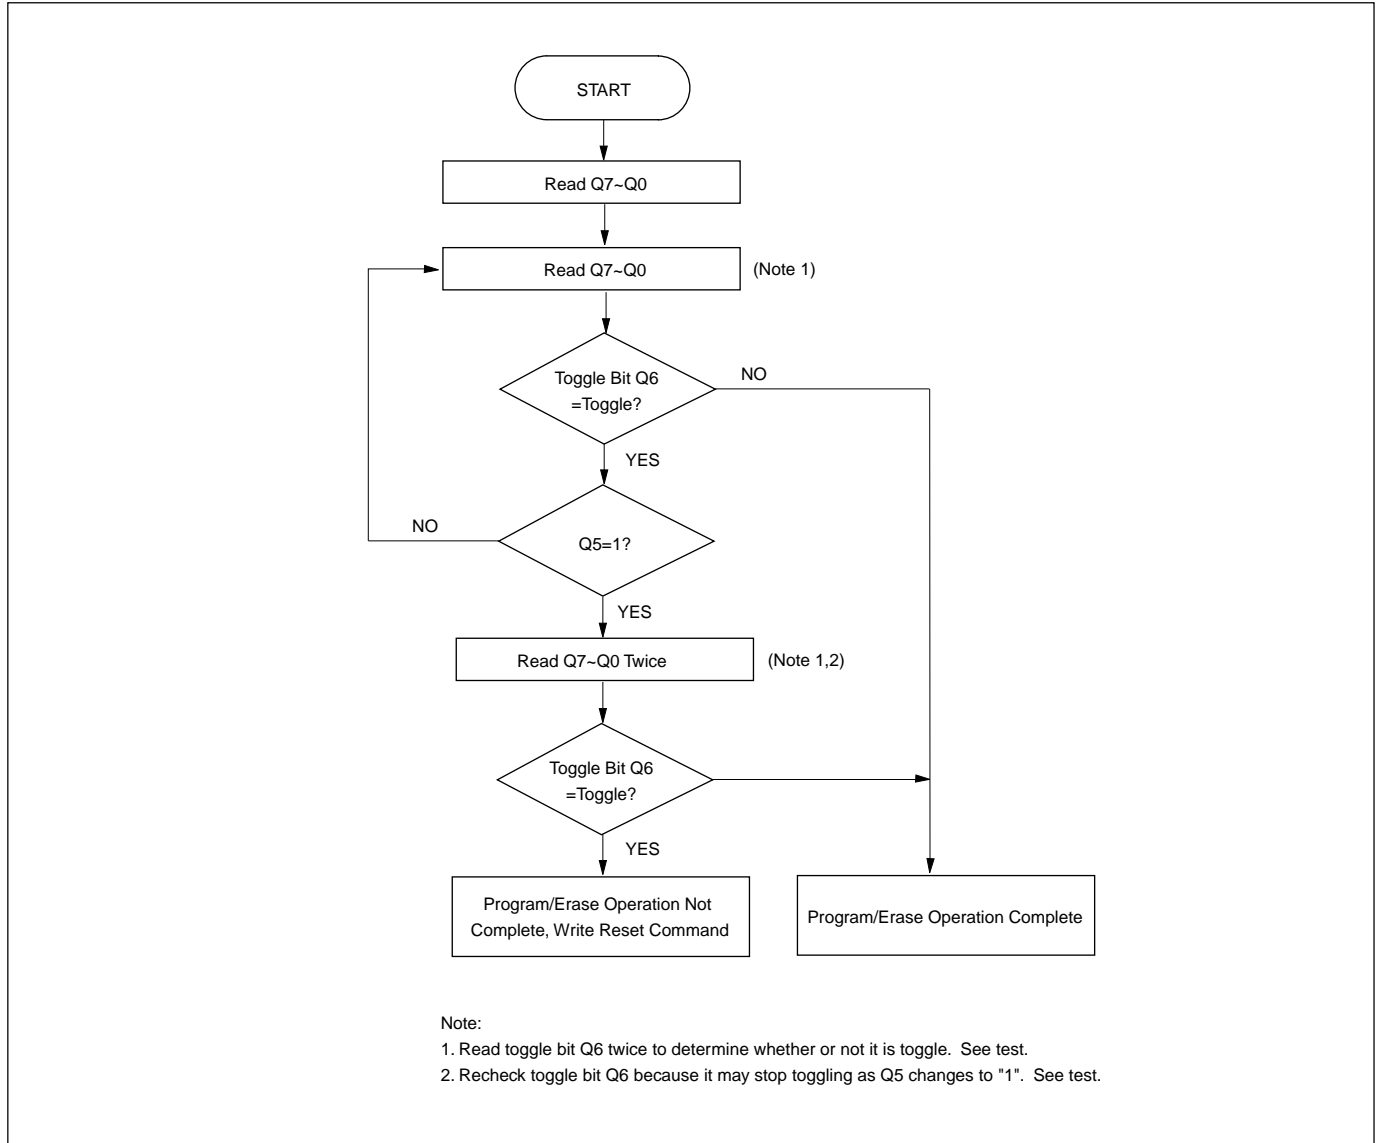 START
Read Q7~Q0
Read Q7~Q0
(Note 1)
Toggle Bit Q6
=Toggle?
NO
YES
NO
Q5=1?
YES
Read Q7~Q0 Twice
(Note 1,2)
Toggle Bit Q6
=Toggle?
YES
Program/Erase Operation Not
Complete, Write Reset Command
Program/Erase Operation Complete
Note:
1. Read toggle bit Q6 twice to determine whether or not it is toggle. See test.
2. Recheck toggle bit Q6 because it may stop toggling as Q5 changes to "1". See test.